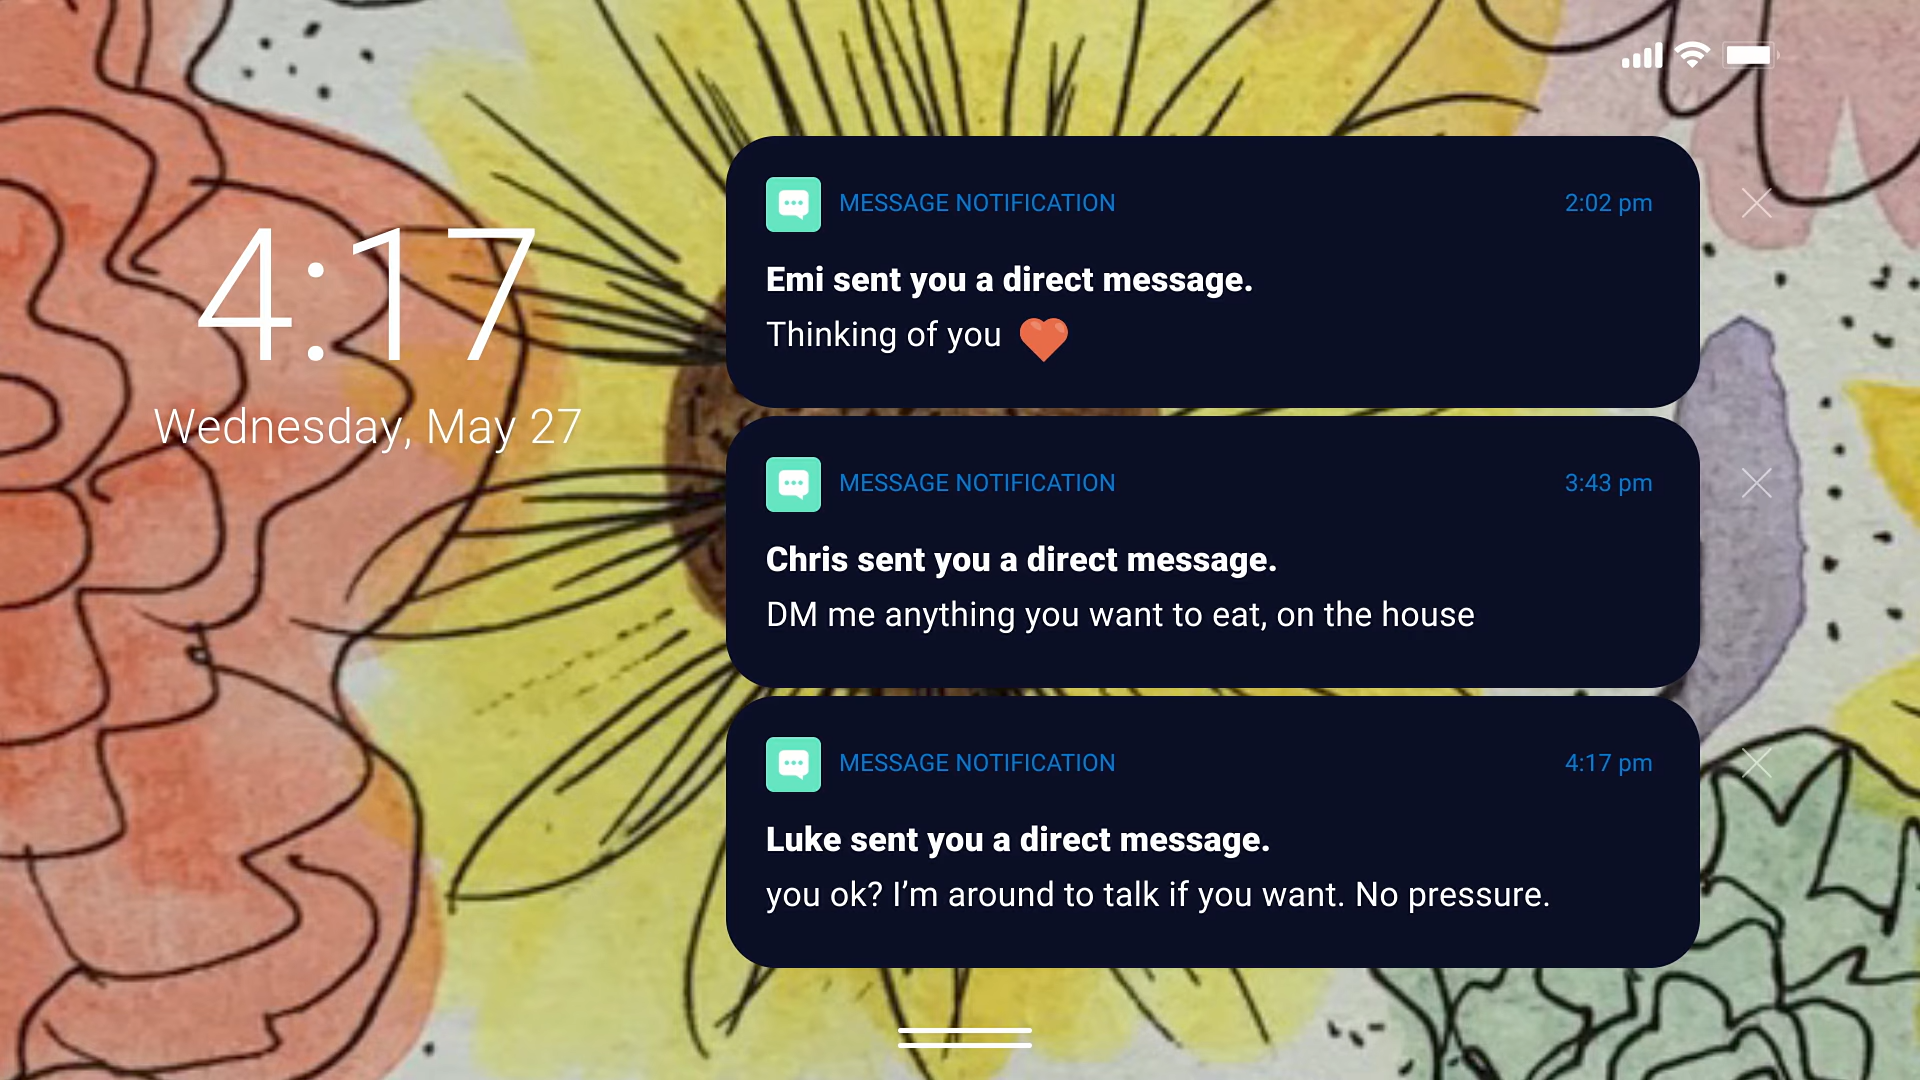 4:17
Wednesday, May 27
MESSAGE NOTIFICATION 2:02 pm
Emi sent you a direct message.
Thinking of you ❤️
MESSAGE NOTIFICATION 3:43 pm
Chris sent you a direct message.
DM me anything you want to eat, on the house
MESSAGE NOTIFICATION 4:17 pm
Luke sent you a direct message.
you ok? I’m around to talk if you want. No pressure.